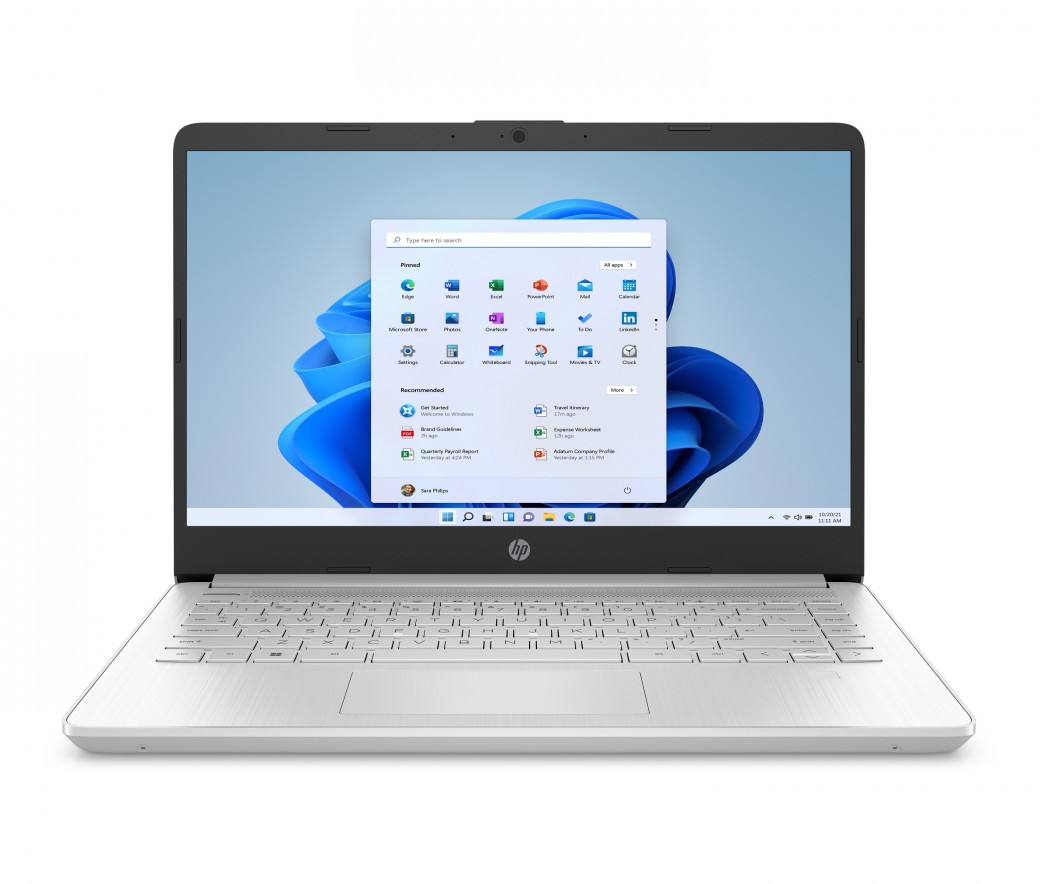 Type here to search
Pinned
All apps >
Edge Word Excel PowerPoint Mail Calendar
Microsoft Store Photos OneNote Your Phone To Do LinkedIn
Settings Calculator Whiteboard Snipping Tool Movies & TV Clock
Recommended
More >
Get Started
Welcome to Windows
Travel Itinerary
17m ago
Brand Guidelines
2h ago
Expense Worksheet
12h ago
Quarterly Payroll Report
Yesterday at 4:24 PM
Adatum Company Profile
Yesterday at 1:15 PM
Sara Philips
10/20/21
11:11 AM
hp
Q W E R T Y U I O P
A S D F G H J K L
Z X C V B N M